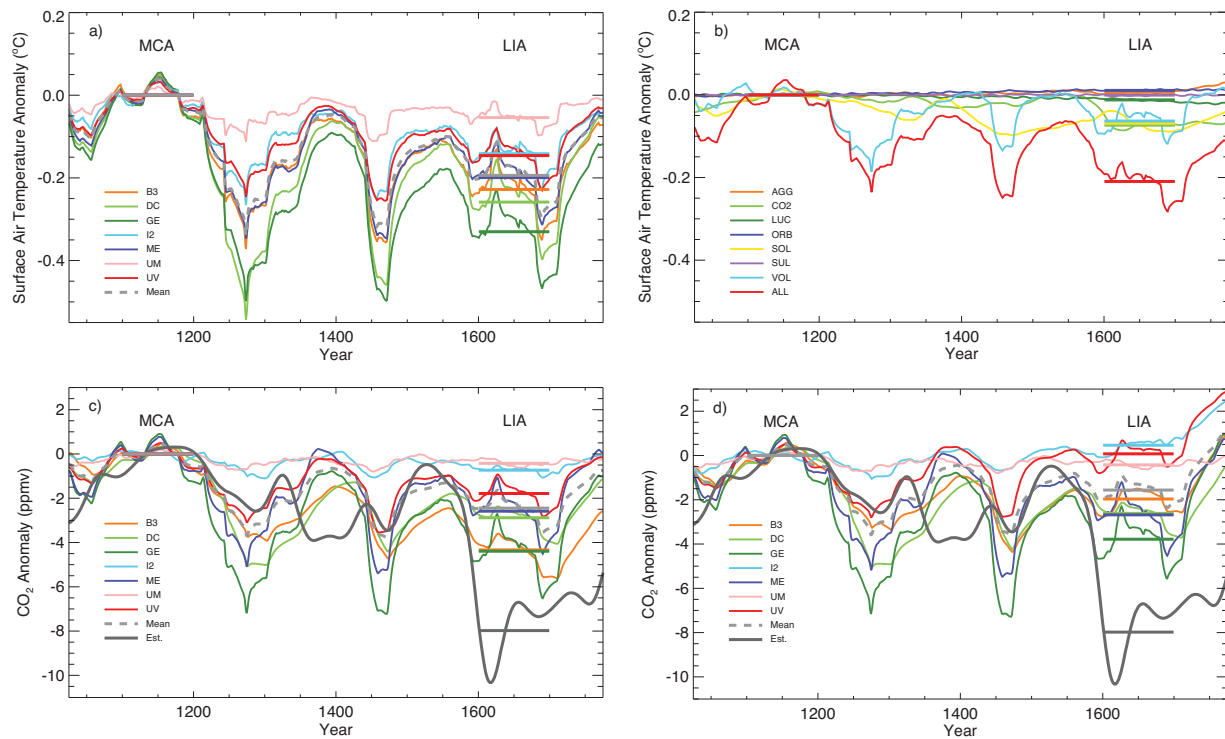 a)
MCA
LIA
Surface Air Temperature Anomaly (°C)
0.2
0.0
-0.2
-0.4
B3
DC
GE
I2
ME
UM
UV
Mean
1200
1400
1600
Year
b)
MCA
LIA
Surface Air Temperature Anomaly (°C)
0.2
0.0
-0.2
-0.4
AGG
CO2
LUC
ORB
SOL
SUL
VOL
ALL
1200
1400
1600
Year
c)
MCA
LIA
CO₂ Anomaly (ppmv)
2
0
-2
-4
-6
-8
-10
B3
DC
GE
I2
ME
UM
UV
Mean
Est.
1200
1400
1600
Year
d)
MCA
LIA
CO₂ Anomaly (ppmv)
2
0
-2
-4
-6
-8
-10
B3
DC
GE
I2
ME
UM
UV
Mean
Est.
1200
1400
1600
Year